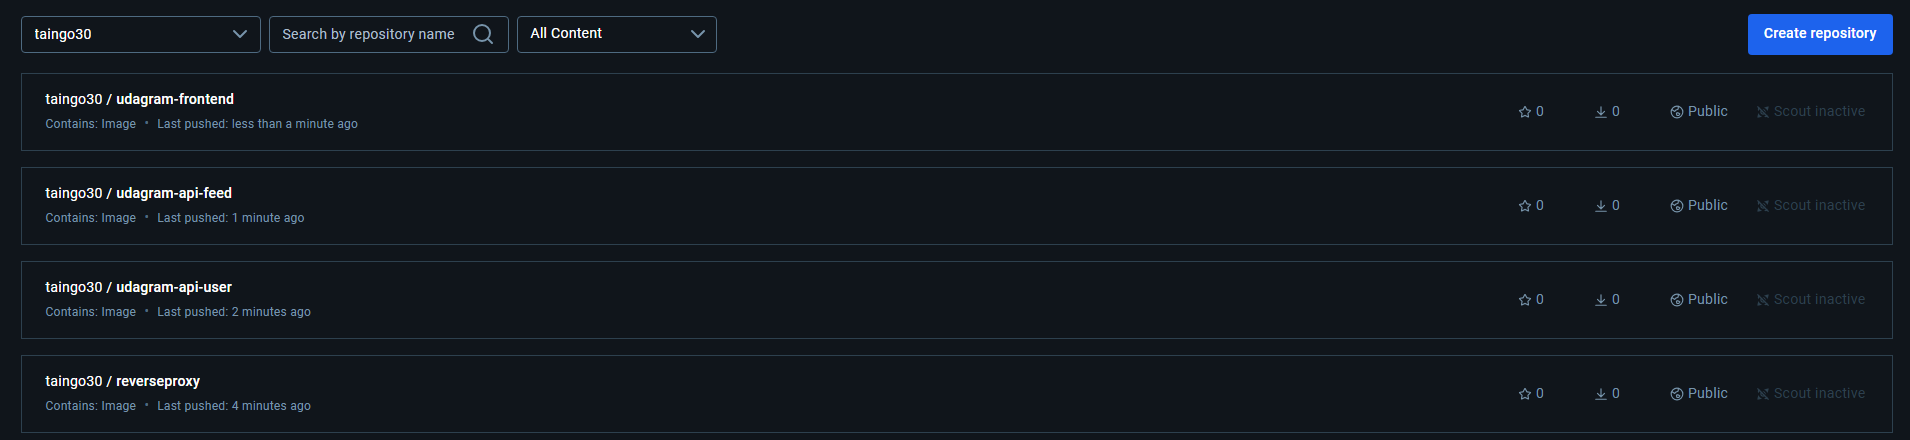 taingo30 Search by repository name All Content Create repository
taingo30 / udagram-frontend
Contains: Image • Last pushed: less than a minute ago
0 0 Public Scout inactive
taingo30 / udagram-api-feed
Contains: Image • Last pushed: 1 minute ago
0 0 Public Scout inactive
taingo30 / udagram-api-user
Contains: Image • Last pushed: 2 minutes ago
0 0 Public Scout inactive
taingo30 / reverseproxy
Contains: Image • Last pushed: 4 minutes ago
0 0 Public Scout inactive